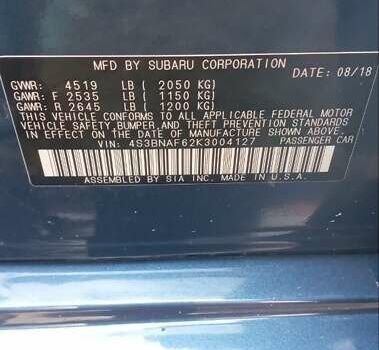 MFD BY SUBARU CORPORATION
DATE: 08/18
GVWR: 4519 LB ( 2050 KG)
GAWR: F 2535 LB ( 1150 KG)
GAWR: R 2645 LB ( 1200 KG)
THIS VEHICLE CONFORMS TO ALL APPLICABLE FEDERAL MOTOR
VEHICLE SAFETY, BUMPER, AND THEFT PREVENTION STANDARDS
IN EFFECT ON THE DATE OF MANUFACTURE SHOWN ABOVE.
VIN: 4S3BNAF62K3004127 PASSENGER CAR
ASSEMBLED BY SIA INC. MADE IN U.S.A.